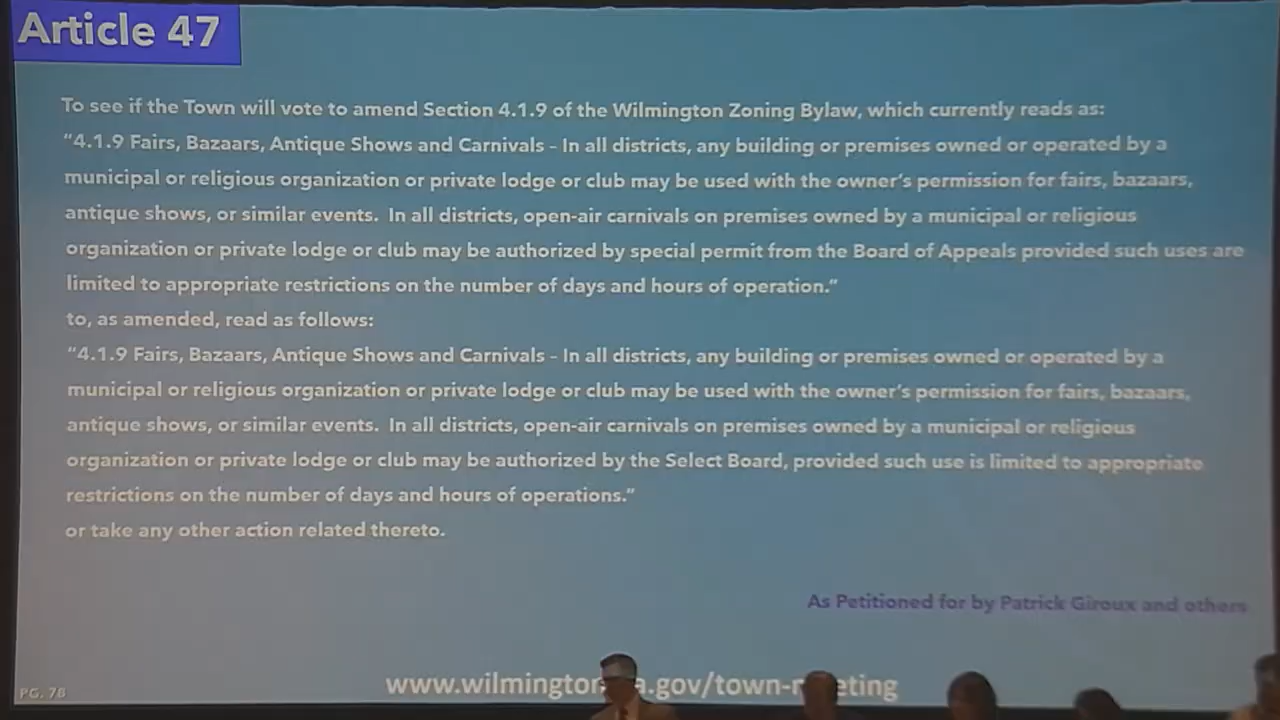 Article 47
To see if the Town will vote to amend Section 4.1.9 of the Wilmington Zoning Bylaw, which currently reads as:
“4.1.9 Fairs, Bazaars, Antique Shows and Carnivals – In all districts, any building or premises owned or operated by a
municipal or religious organization or private lodge or club may be used with the owner’s permission for fairs, bazaars,
antique shows, or similar events. In all districts, open-air carnivals on premises owned by a municipal or religious
organization or private lodge or club may be authorized by special permit from the Board of Appeals provided such uses are
limited to appropriate restrictions on the number of days and hours of operation.”
to, as amended, read as follows:
“4.1.9 Fairs, Bazaars, Antique Shows and Carnivals – In all districts, any building or premises owned or operated by a
municipal or religious organization or private lodge or club may be used with the owner’s permission for fairs, bazaars,
antique shows, or similar events. In all districts, open-air carnivals on premises owned by a municipal or religious
organization or private lodge or club may be authorized by the Select Board, provided such use is limited to appropriate
restrictions on the number of days and hours of operations.”
or take any other action related thereto.
As Petitioned for by Patrick Giroux and others
PG. 78